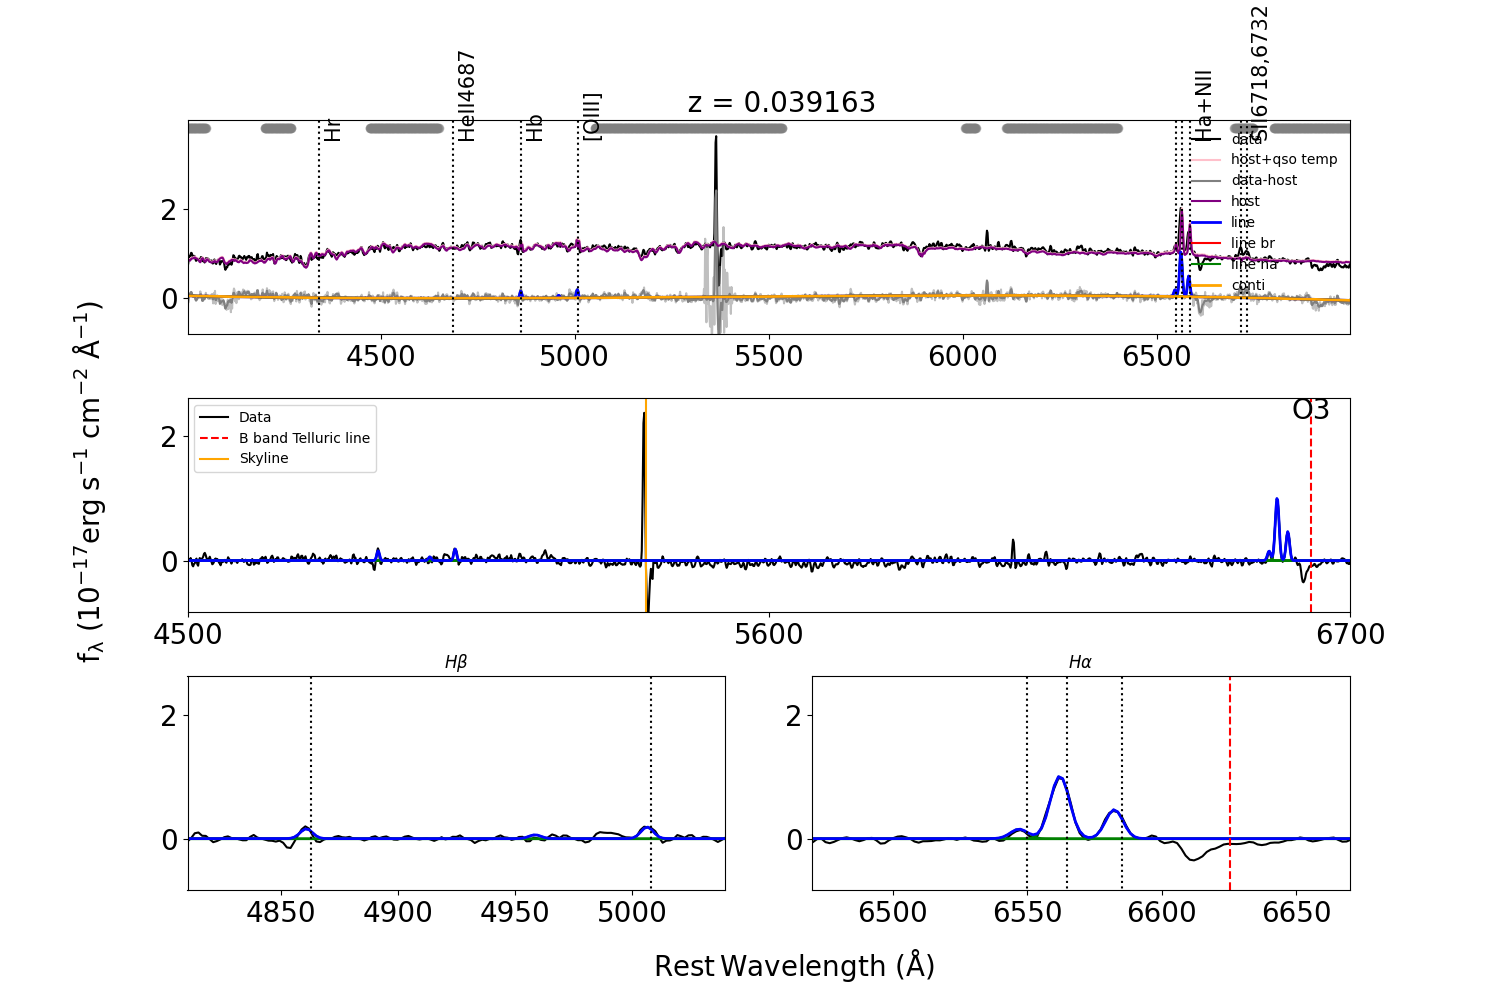 z = 0.039163
Hr
HeII4687
Hb
[OIII]
Ha+NII
SII6718,6732
data
host+qso temp
data-host
host
line
line br
line na
conti
2
0
4500 5000 5500 6000 6500
fλ (10⁻¹⁷erg s⁻¹ cm⁻² Å⁻¹)
Data
B band Telluric line
Skyline
O3
2
0
4500 5600 6700
Hβ
2
0
4850 4900 4950 5000
Hα
2
0
6500 6550 6600 6650
Rest Wavelength (Å)